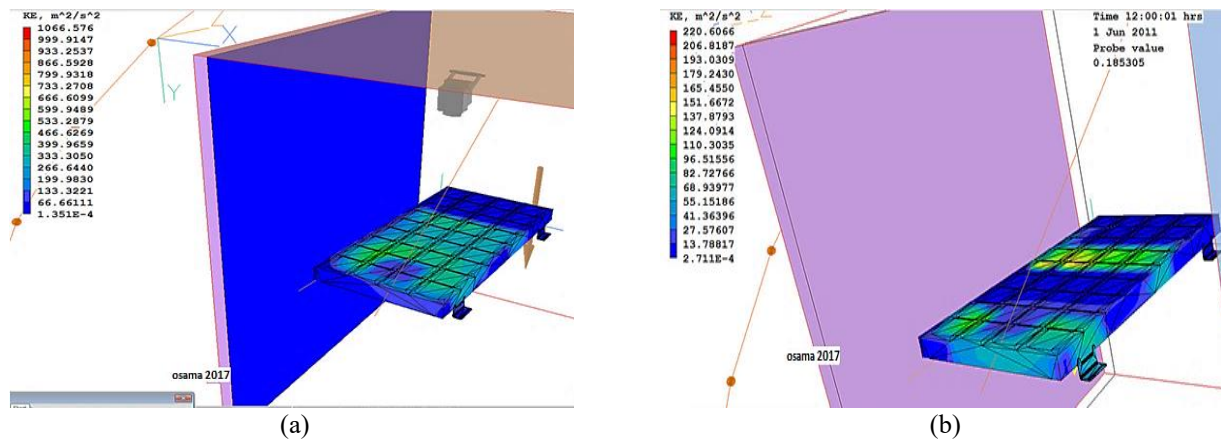 KE, m^2/s^2
1066.576
999.9147
933.2537
866.5928
799.9318
733.2708
666.6099
599.9489
533.2879
466.6269
399.9659
333.3050
266.6440
199.9830
133.3221
66.66111
1.351E-4
Z
X
Y
osama 2017
(a)
KE, m^2/s^2
220.6066
206.8187
193.0309
179.2430
165.4550
151.6672
137.8793
124.0914
110.3035
96.51556
82.72766
68.93977
55.15186
41.36396
27.57607
13.78817
2.711E-4
Time 12:00:01 hrs
1 Jun 2011
Probe value
0.185305
osama 2017
(b)